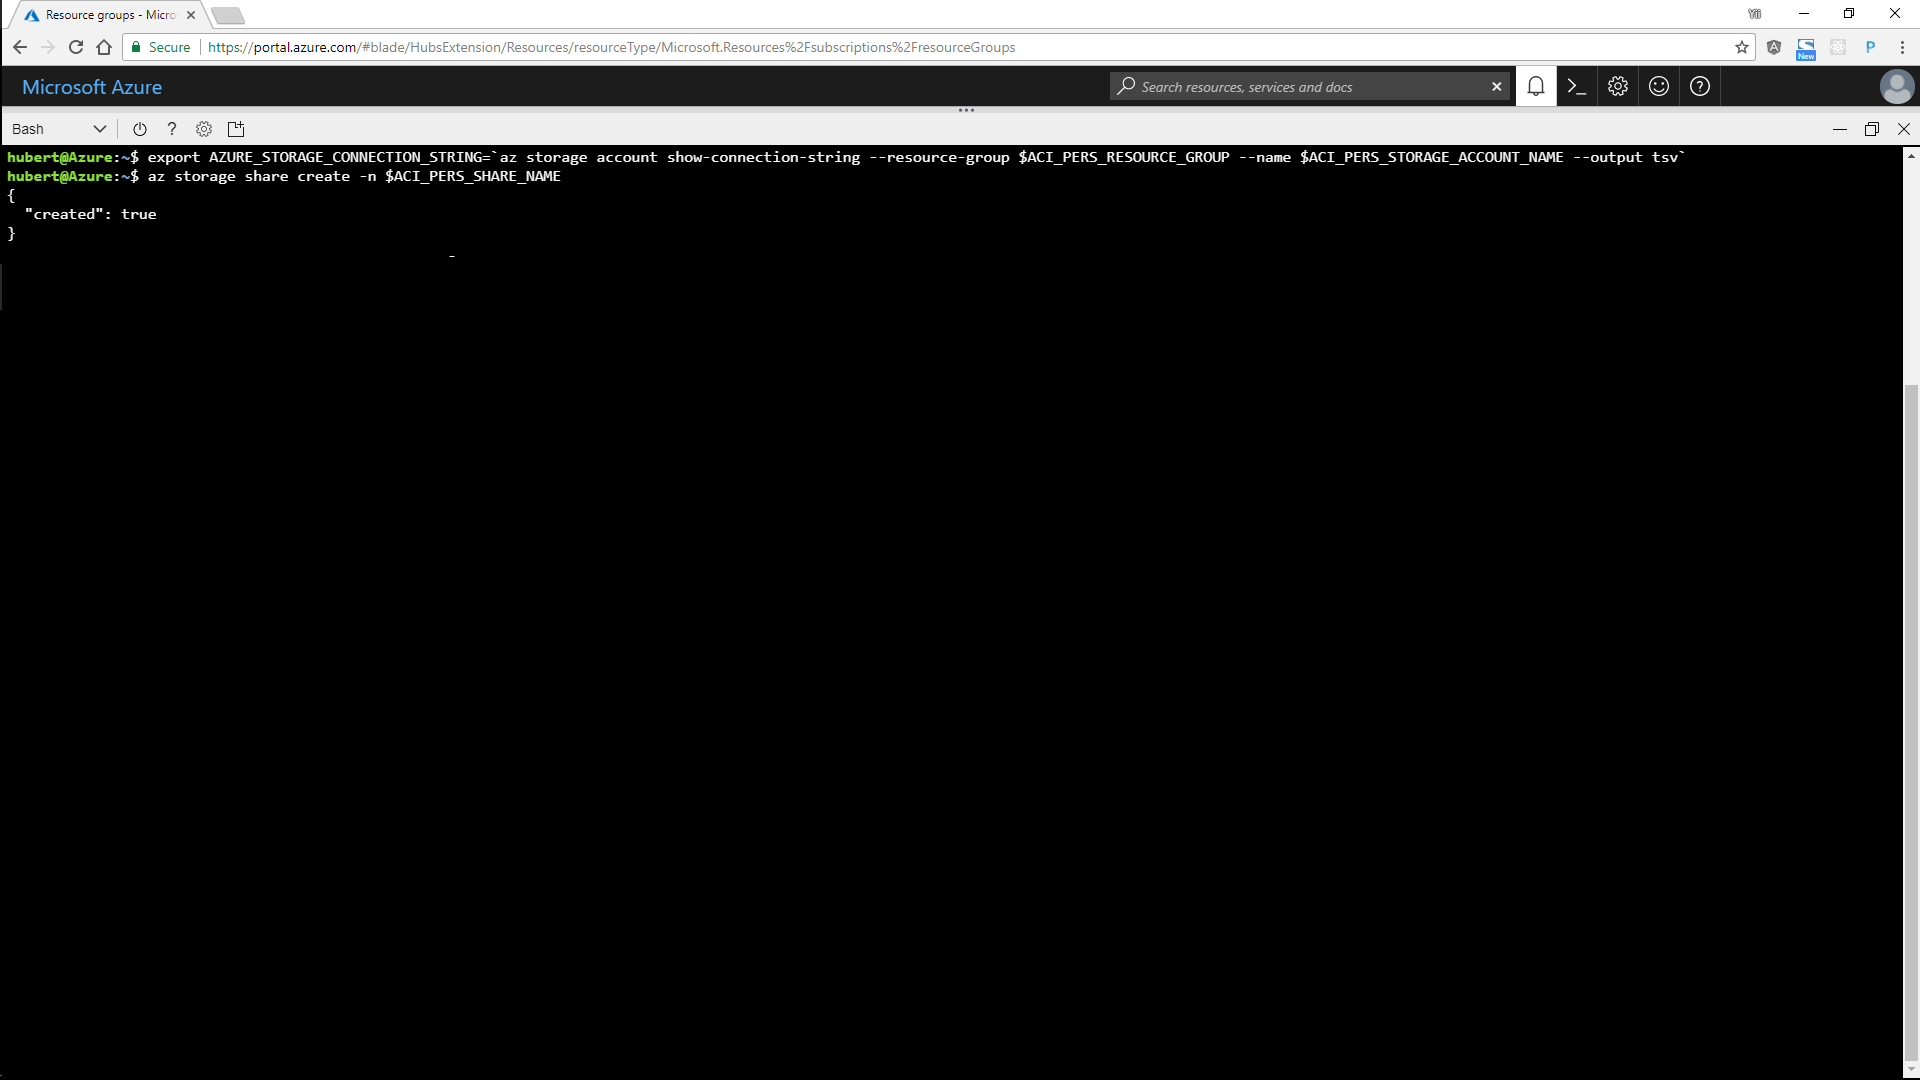 Resource groups - Micro
Secure
https://portal.azure.com/#blade/HubsExtension/Resources/resourceType/Microsoft.Resources%2Fsubscriptions%2FresourceGroups
New
P
Microsoft Azure
Search resources, services and docs
Bash
?
hubert@Azure:~$ export AZURE_STORAGE_CONNECTION_STRING=`az storage account show-connection-string --resource-group $ACI_PERS_RESOURCE_GROUP --name $ACI_PERS_STORAGE_ACCOUNT_NAME --output tsv`
hubert@Azure:~$ az storage share create -n $ACI_PERS_SHARE_NAME
{
"created": true
}